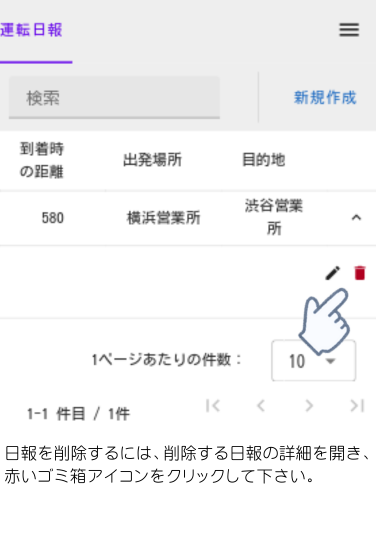 運転日報
検索
新規作成
到着時
の距離
出発場所
目的地
580
横浜営業所
渋谷営業
所
1ページあたりの件数：
10
1-1 件目 / 1件
日報を削除するには、削除する日報の詳細を開き、
赤いゴミ箱アイコンをクリックして下さい。